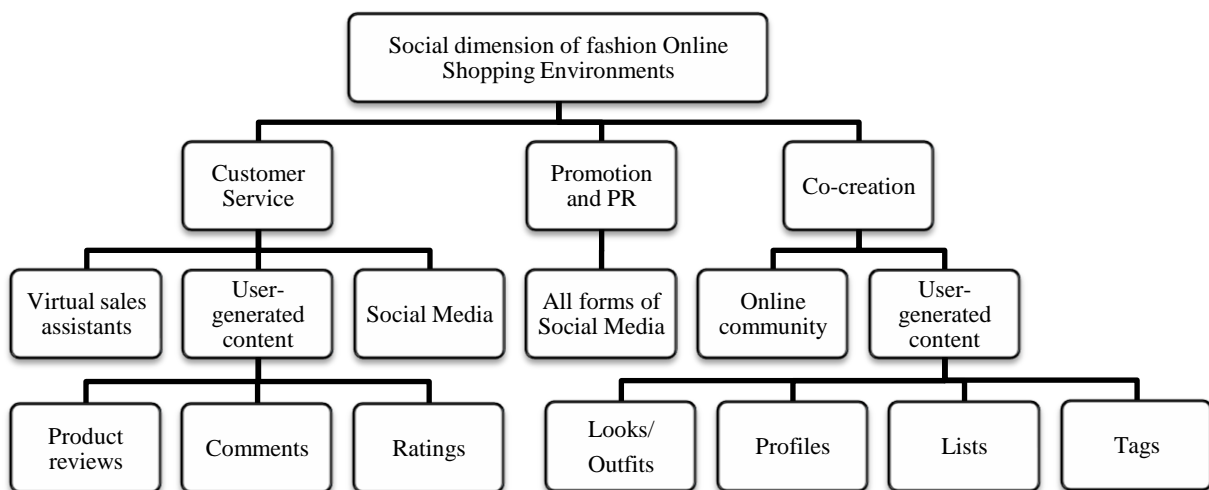 Social dimension of fashion Online
Shopping Environments
Customer
Service
Promotion
and PR
Co-creation
Virtual sales
assistants
User-
generated
content
Social Media
All forms of
Social Media
Online
community
User-
generated
content
Product
reviews
Comments
Ratings
Looks/
Outfits
Profiles
Lists
Tags